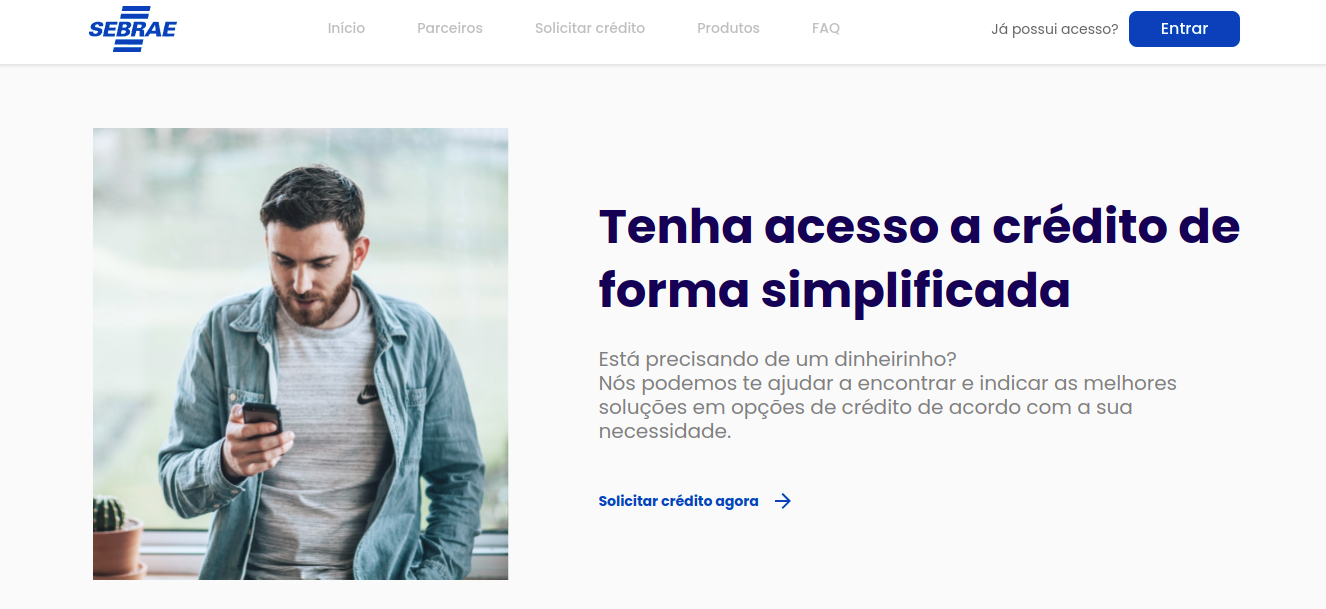 SEBRAE
Início
Parceiros
Solicitar crédito
Produtos
FAQ
Já possui acesso?
Entrar
Tenha acesso a crédito de
forma simplificada
Está precisando de um dinheirinho?
Nós podemos te ajudar a encontrar e indicar as melhores
soluções em opções de crédito de acordo com a sua
necessidade.
Solicitar crédito agora